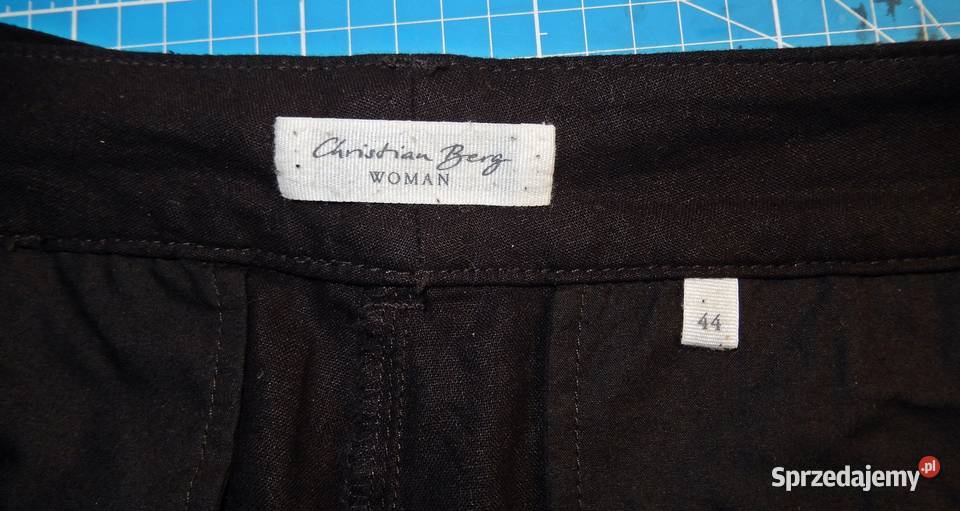 Christian Berg
WOMAN
44
Sprzedajemy.pl